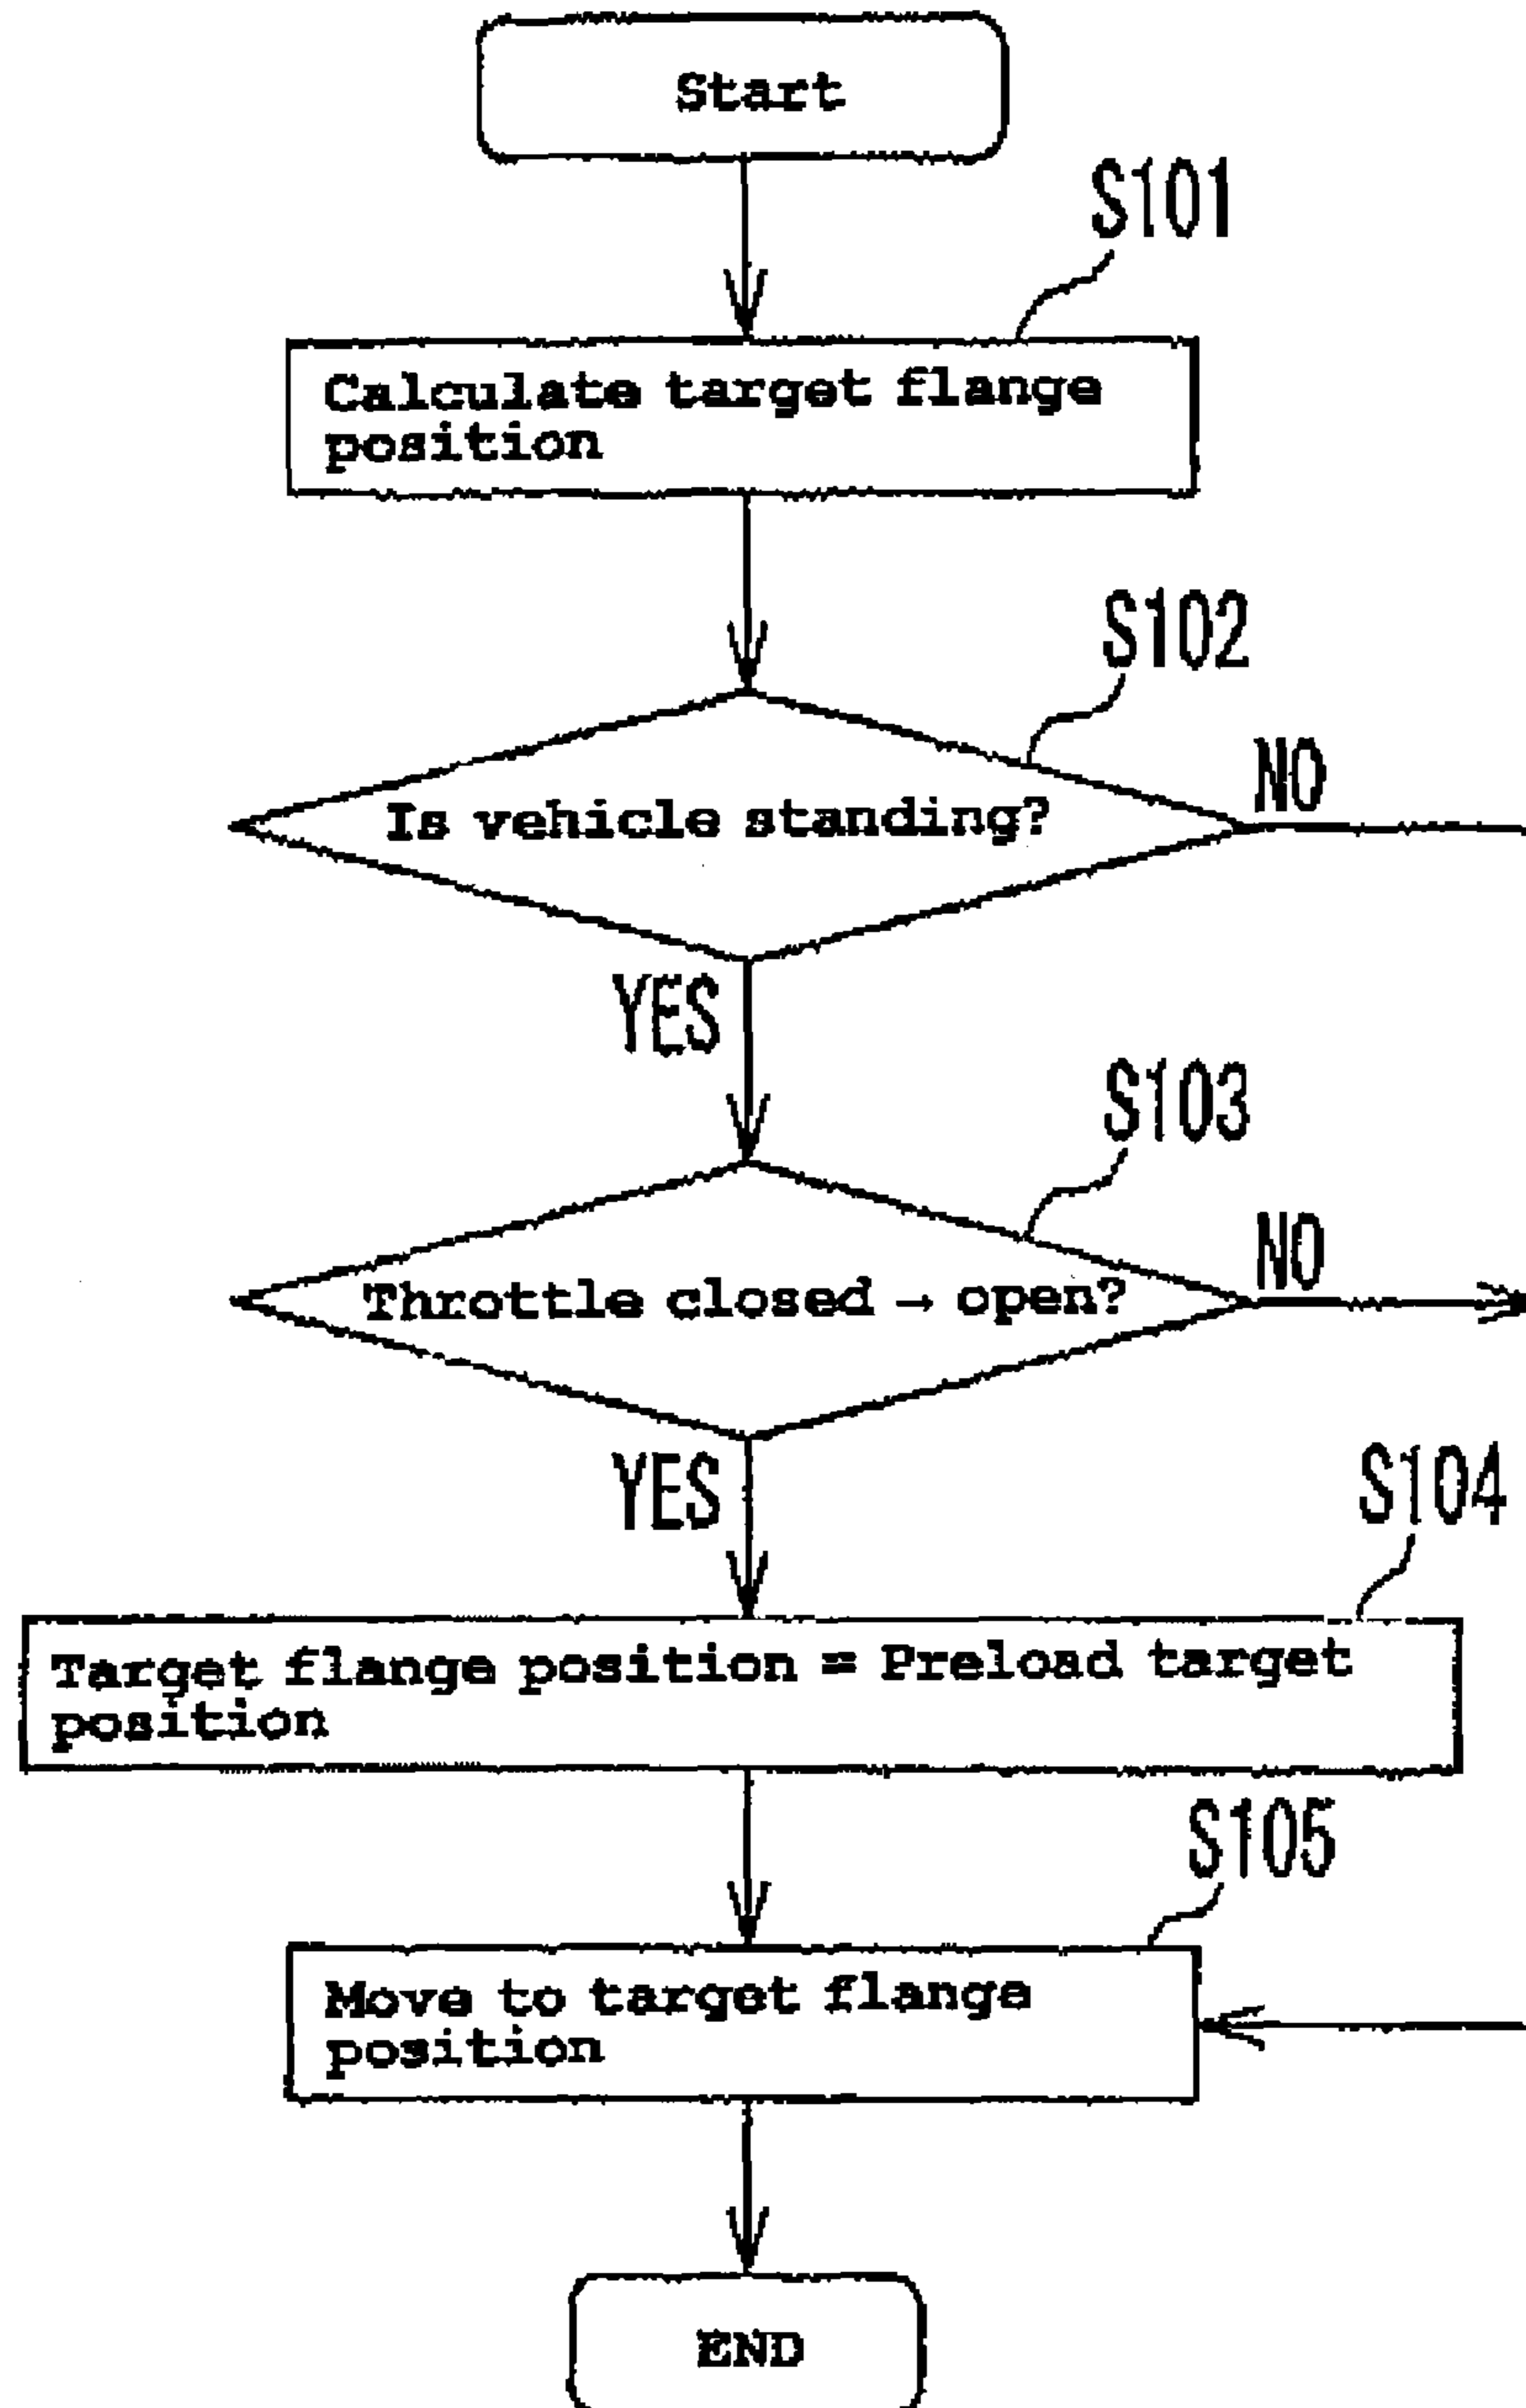 Start
S101
Calculate target flange
position
S102
Is vehicle standing?
NO
YES
S103
Throttle closed → open?
NO
YES
S104
Target flange position = Preload target
position
S105
Move to target flange
position
END